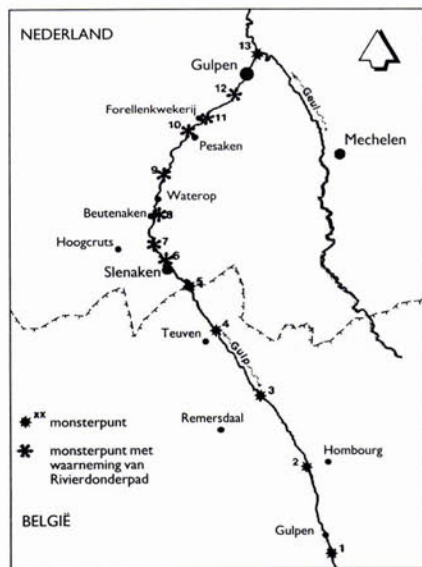 NEDERLAND
13
Gulpen
12
Geul
Forellenkwekerij
11
10
Pesaken
Mechelen
9
Waterop
Beutenaken
8
Hoogcruts
7
6
Slenaken
5
4
Teuven
Gulp
3
xx monsterpunt
Remersdaal
monsterpunt met
waarneming van
Rivierdonderpad
2
Hombourg
BELGIË
Gulpen
1